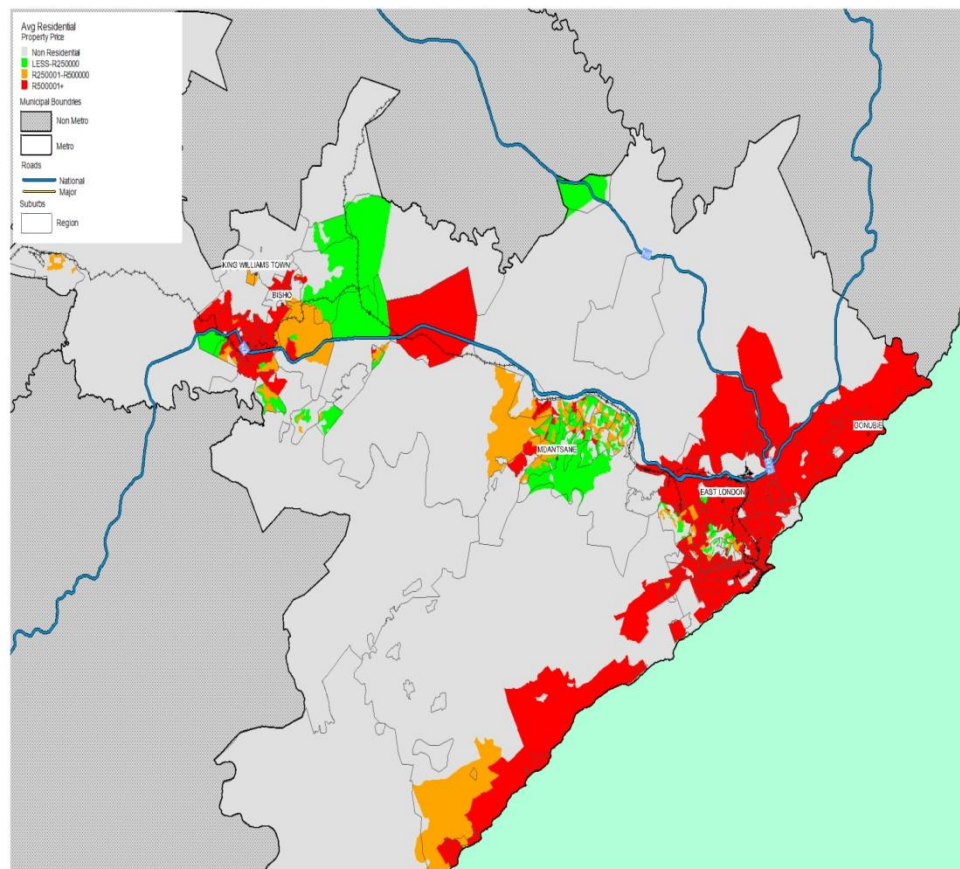 Avg Residential
Property Price
Non Residential
LESS-R250000
R250001-R500000
R500001+
Municipal Boundries
Non Metro
Metro
Roads
National
Major
Suburbs
Region
KING WILLIAMS TOWN
BISHO
GONUBIE
MDANTSANE
EAST LONDON